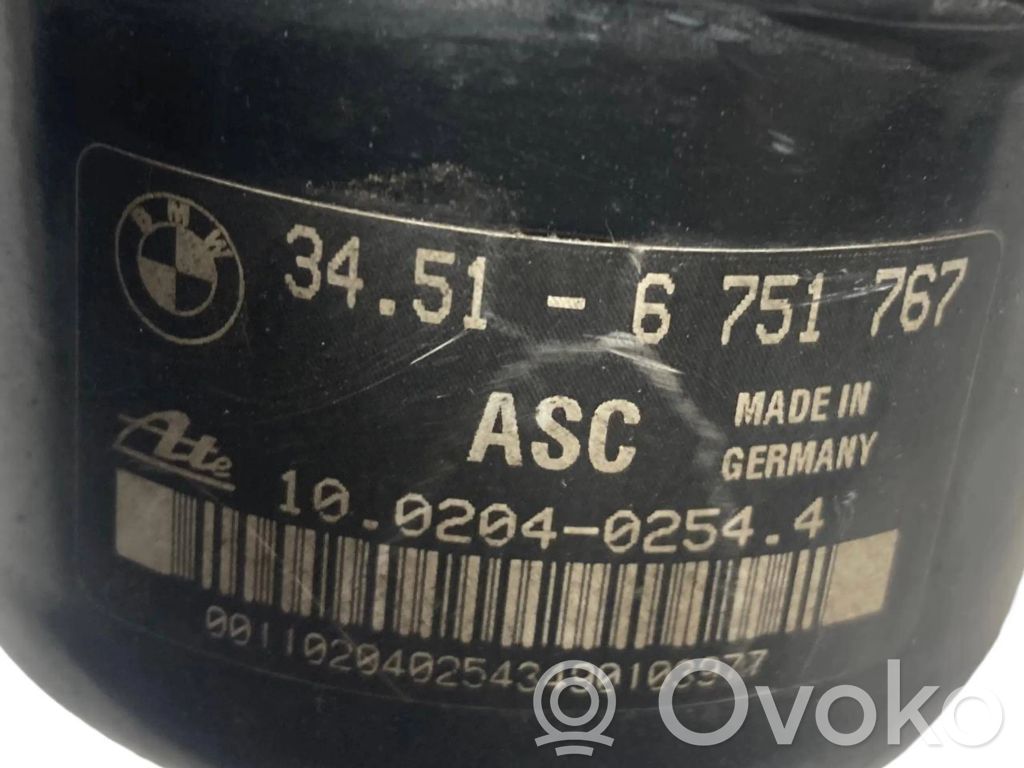 BMW
34.51 - 6 751 767
ASC
MADE IN
GERMANY
Ate
10.0204-0254.4
Ovoko